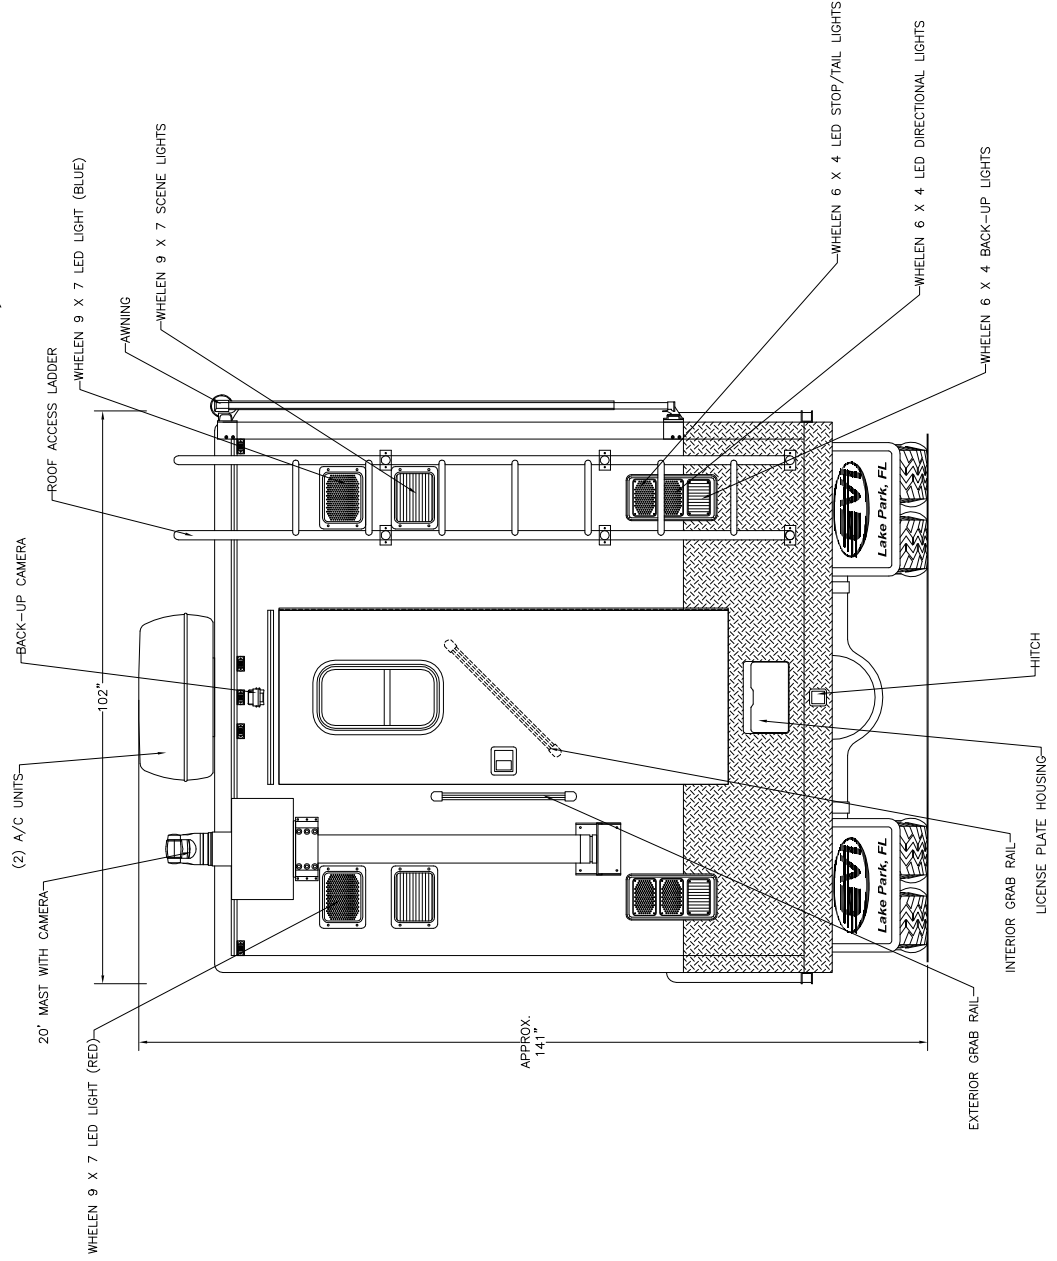 WHELEN 9 X 7 LED LIGHT (RED)
20' MAST WITH CAMERA
(2) A/C UNITS
BACK-UP CAMERA
ROOF ACCESS LADDER
WHELEN 9 X 7 LED LIGHT (BLUE)
AWNING
WHELEN 9 X 7 SCENE LIGHTS
102"
APPROX.
141"
WHELEN 6 X 4 LED STOP/TAIL LIGHTS
WHELEN 6 X 4 LED DIRECTIONAL LIGHTS
WHELEN 6 X 4 BACK-UP LIGHTS
EVI
Lake Park, FL
EVI
Lake Park, FL
EXTERIOR GRAB RAIL
INTERIOR GRAB RAIL
LICENSE PLATE HOUSING
HITCH